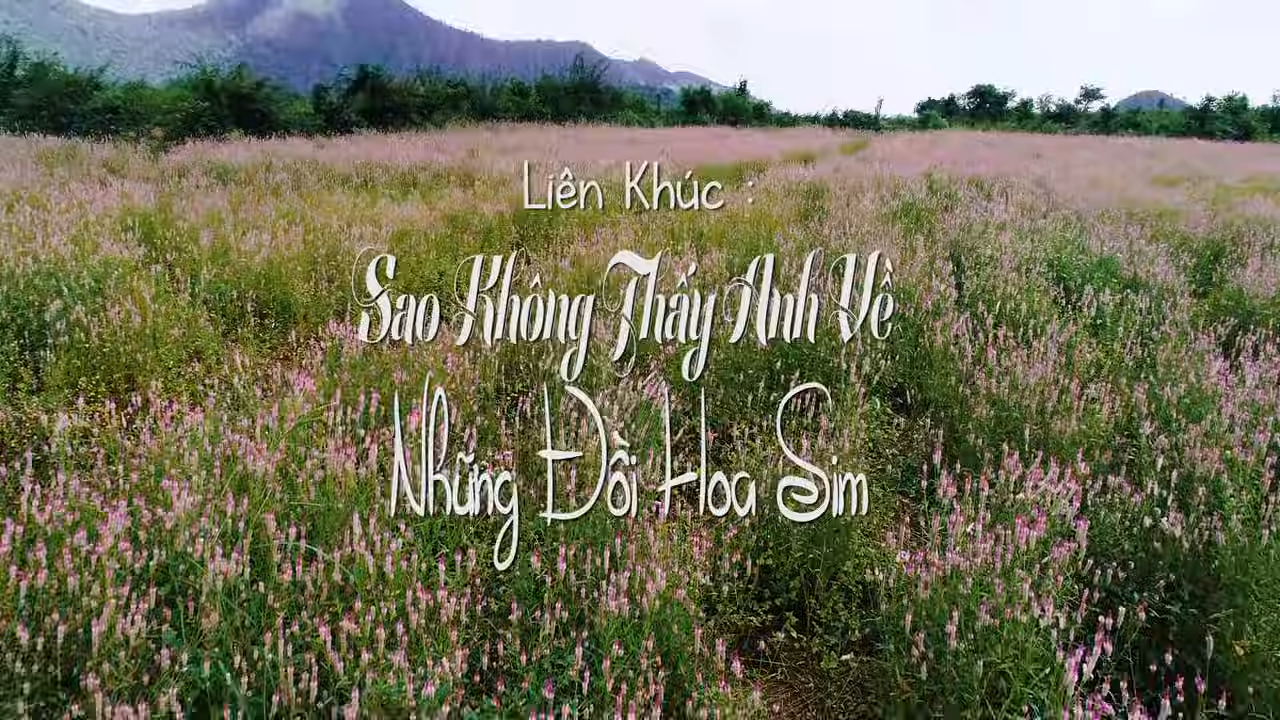 Liên Khúc :
Sao Không Thấy Anh Về
Những Đồi Hoa Sim